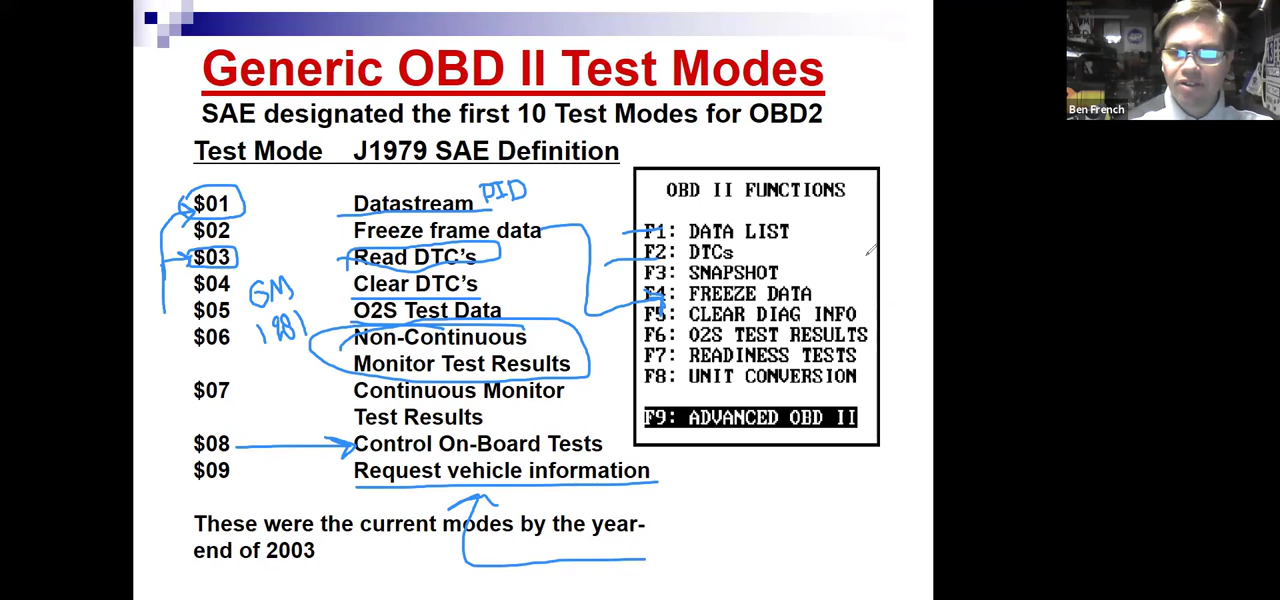 Generic OBD II Test Modes
SAE designated the first 10 Test Modes for OBD2
Test Mode J1979 SAE Definition
$01 Datastream PID
$02 Freeze frame data
$03 Read DTC's
$04 Clear DTC's
GM
1981
$05 O2S Test Data
$06 Non-Continuous
Monitor Test Results
$07 Continuous Monitor
Test Results
$08 Control On-Board Tests
$09 Request vehicle information
These were the current modes by the year-
end of 2003
OBD II FUNCTIONS
F1: DATA LIST
F2: DTCs
F3: SNAPSHOT
F4: FREEZE DATA
F5: CLEAR DIAG INFO
F6: O2S TEST RESULTS
F7: READINESS TESTS
F8: UNIT CONVERSION
F9: ADVANCED OBD II
Ben French